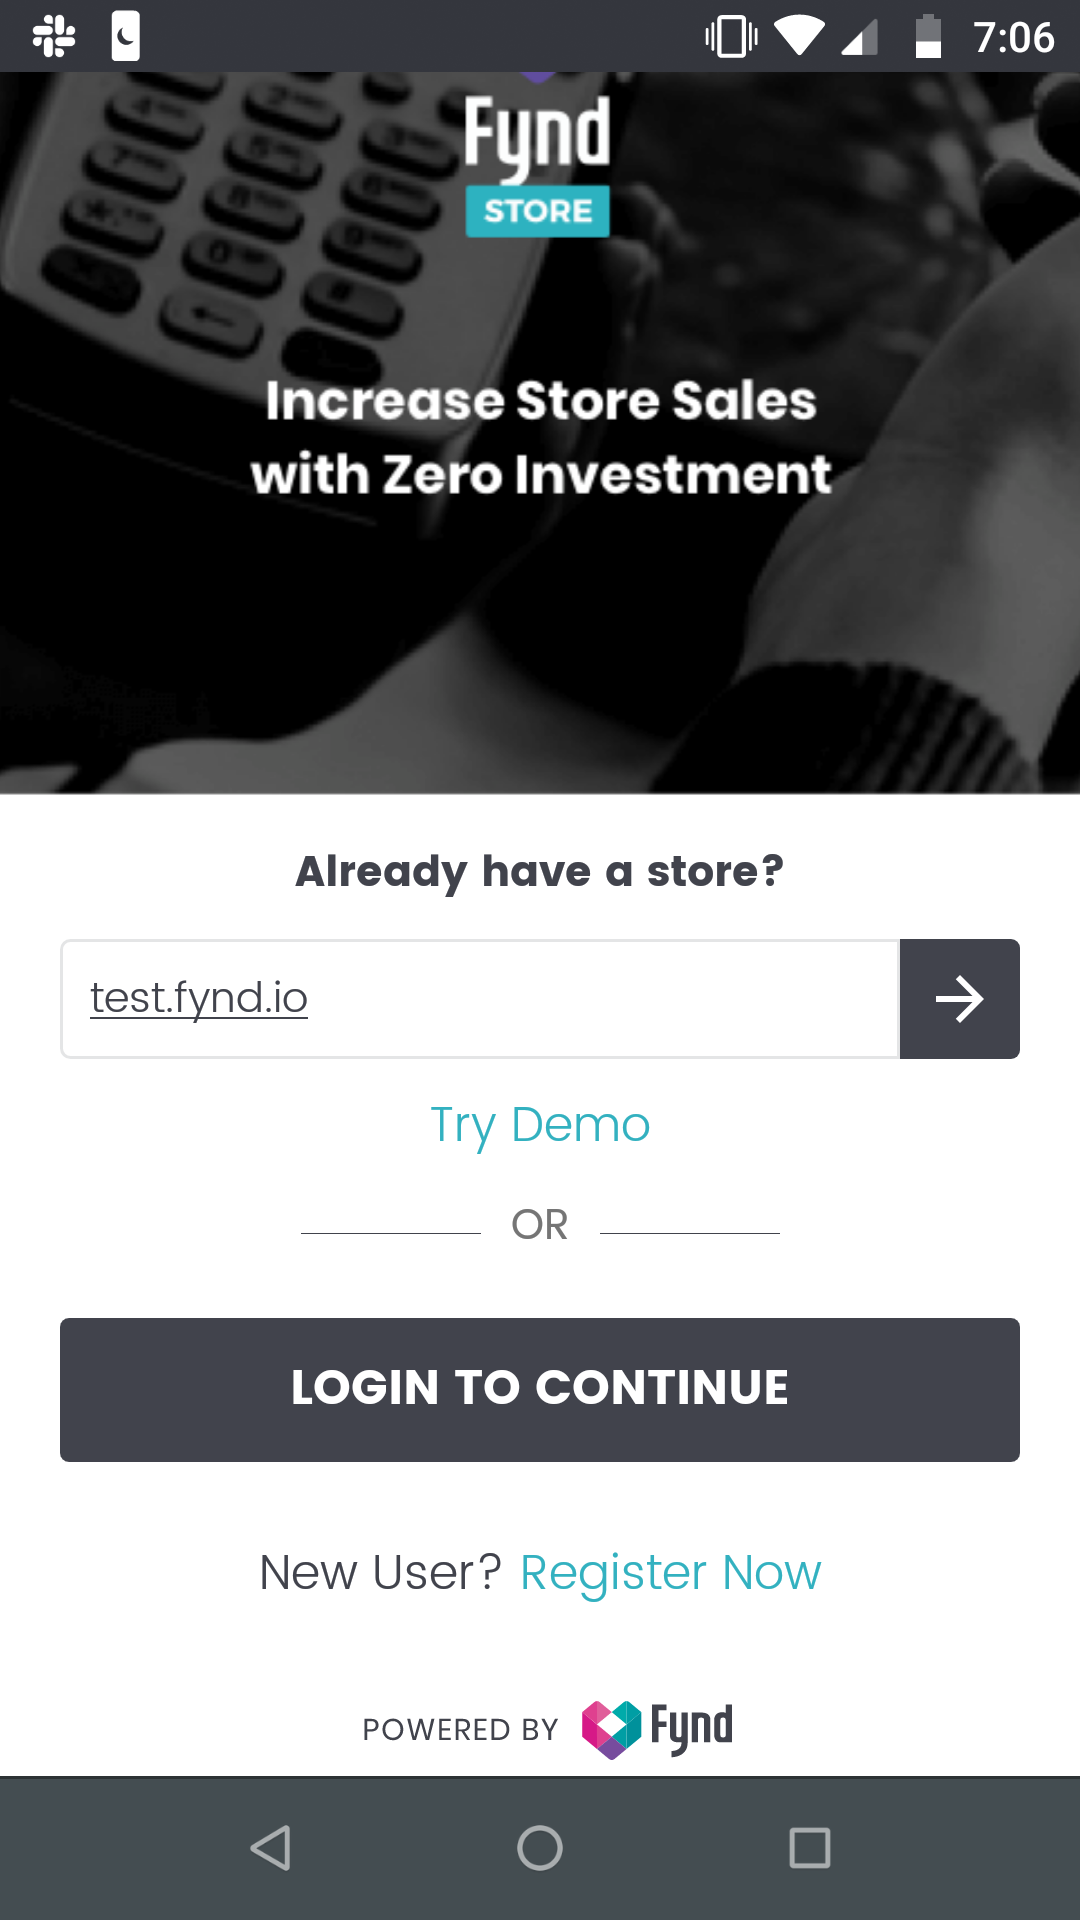 7:06
Fynd
STORE
Increase Store Sales
with Zero Investment
Already have a store?
test.fynd.io
Try Demo
OR
LOGIN TO CONTINUE
New User? Register Now
POWERED BY Fynd